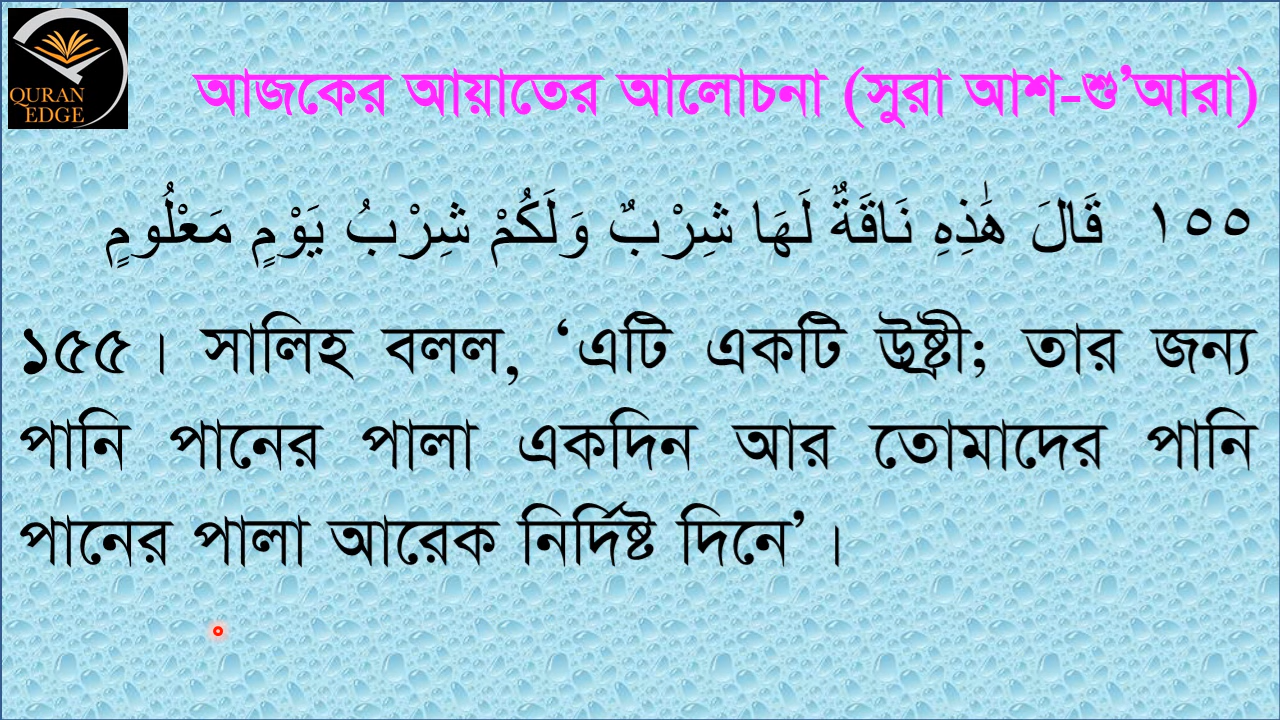 QURAN
EDGE
আজকের আয়াতের আলোচনা (সুরা আশ-শু’আরা)
١٥٥ قَالَ هَٰذِهِ نَاقَةٌ لَهَا شِرْبٌ وَلَكُمْ شِرْبُ يَوْمٍ مَعْلُومٍ
১৫৫। সালিহ বলল, ‘এটি একটি উষ্ট্রী; তার জন্য
পানি পানের পালা একদিন আর তোমাদের পানি
পানের পালা আরেক নির্দিষ্ট দিনে’।